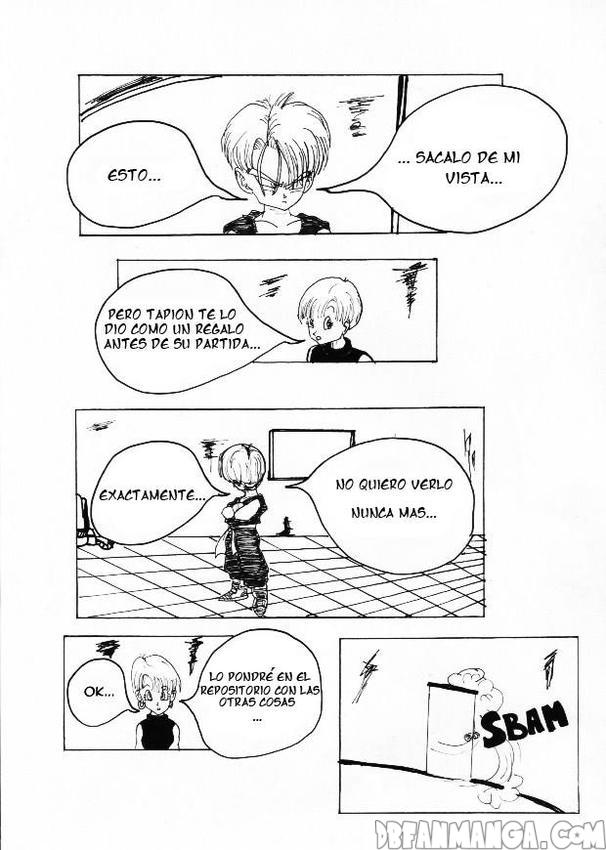 ESTO...
... SACALO DE MI
VISTA...
PERO TAPION TE LO
DIO COMO UN REGALO
ANTES DE SU PARTIDA...
EXACTAMENTE...
NO QUIERO VERLO
NUNCA MAS...
OK...
LO PONDRÉ EN EL
REPOSITORIO CON LAS
OTRAS COSAS
...
SBAM
DBFANMANGA.COM